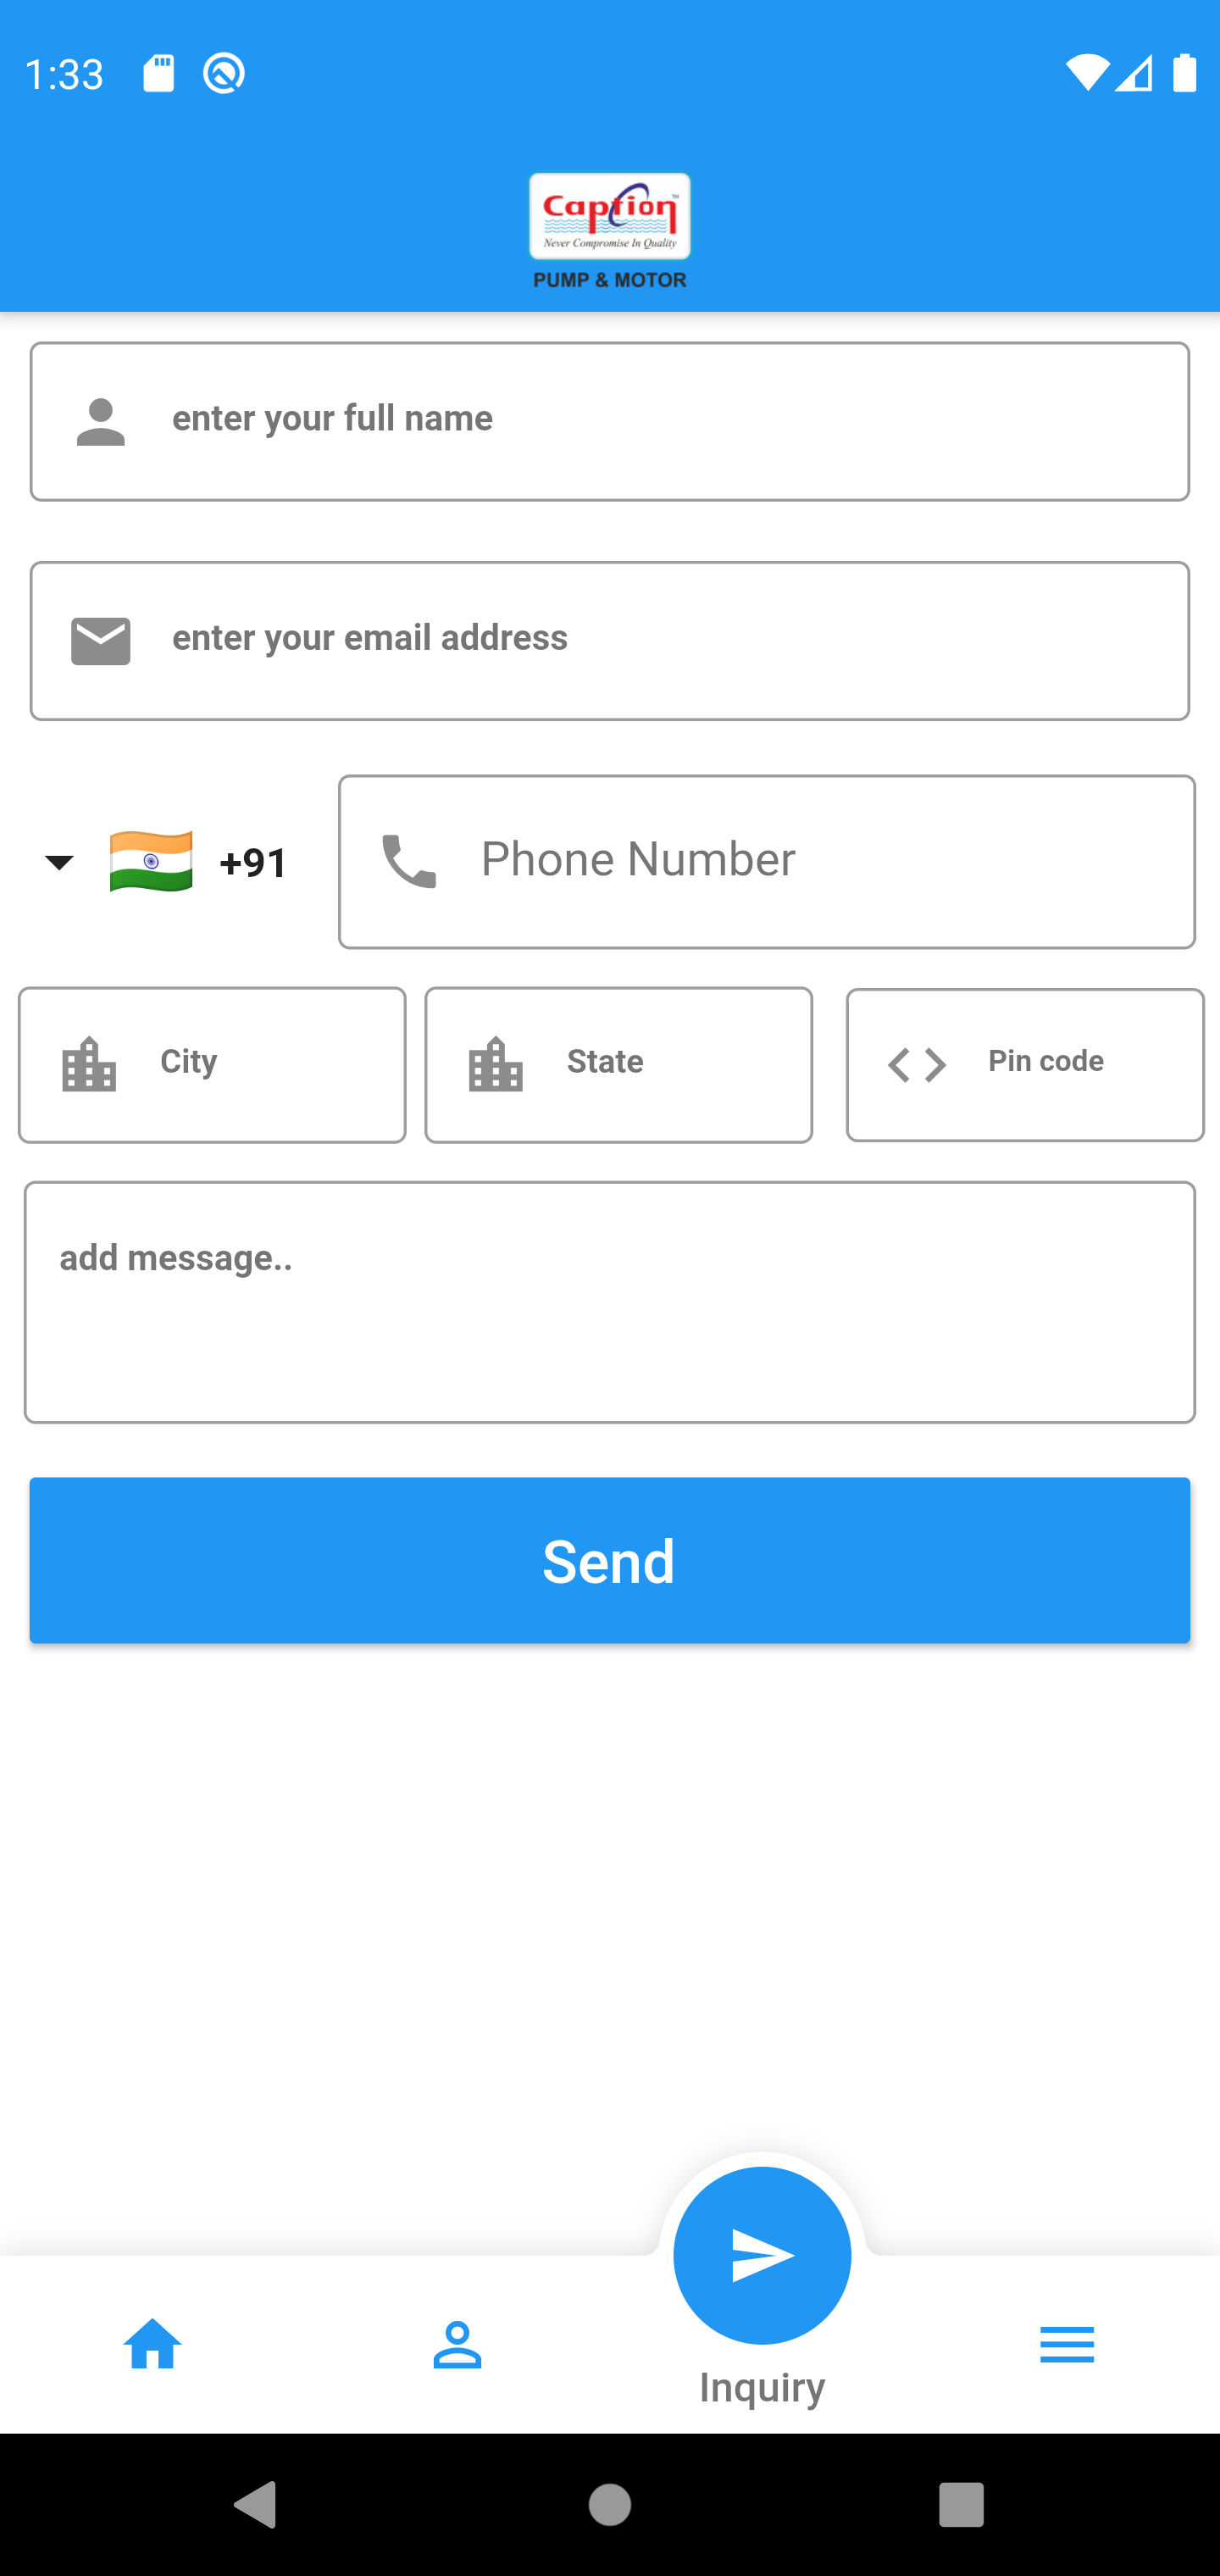 1:33
Caption™
Never Compromise In Quality
PUMP & MOTOR
enter your full name
enter your email address
+91 Phone Number
City State Pin code
add message..
Send
Inquiry